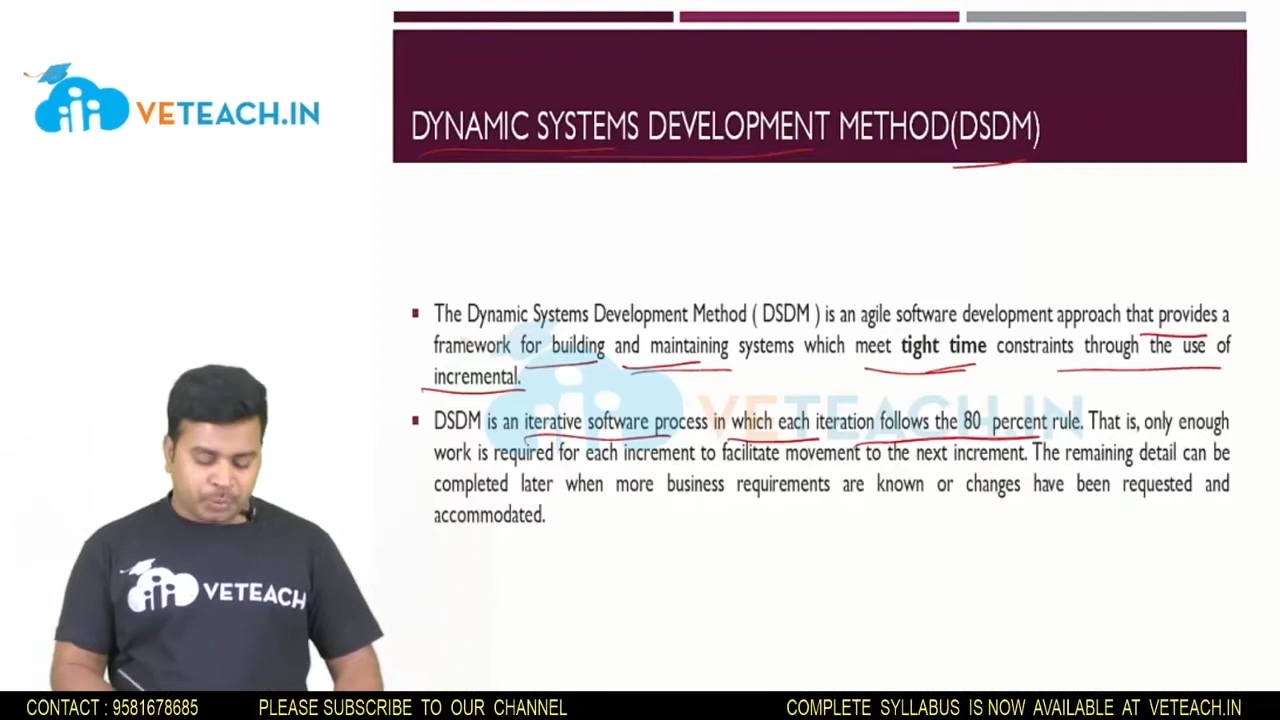 VETEACH.IN
DYNAMIC SYSTEMS DEVELOPMENT METHOD(DSDM)
The Dynamic Systems Development Method ( DSDM ) is an agile software development approach that provides a
framework for building and maintaining systems which meet tight time constraints through the use of
incremental.
DSDM is an iterative software process in which each iteration follows the 80 percent rule. That is, only enough
work is required for each increment to facilitate movement to the next increment. The remaining detail can be
completed later when more business requirements are known or changes have been requested and
accommodated.
VETEACH.IN
VETEACH
CONTACT : 9581678685 PLEASE SUBSCRIBE TO OUR CHANNEL COMPLETE SYLLABUS IS NOW AVAILABLE AT VETEACH.IN